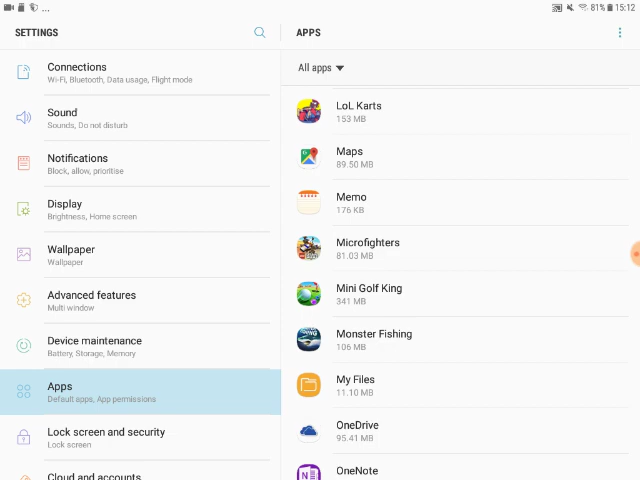 ... 81% 15:12
SETTINGS
Connections
Wi-Fi, Bluetooth, Data usage, Flight mode
Sound
Sounds, Do not disturb
Notifications
Block, allow, prioritise
Display
Brightness, Home screen
Wallpaper
Wallpaper
Advanced features
Multi window
Device maintenance
Battery, Storage, Memory
Apps
Default apps, App permissions
Lock screen and security
Lock screen
Cloud and accounts
APPS
All apps
LoL Karts
153 MB
Maps
89.50 MB
Memo
176 KB
Microfighters
81.03 MB
Mini Golf King
341 MB
Monster Fishing
106 MB
My Files
11.10 MB
OneDrive
95.41 MB
OneNote